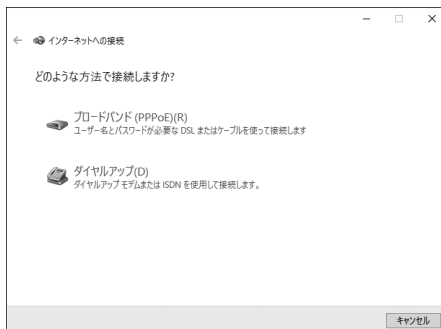 インターネットへの接続
どのような方法で接続しますか?
ブロードバンド (PPPoE)(R)
ユーザー名とパスワードが必要な DSL またはケーブルを使って接続します
ダイヤルアップ(D)
ダイヤルアップ モデムまたは ISDN を使用して接続します。
キャンセル